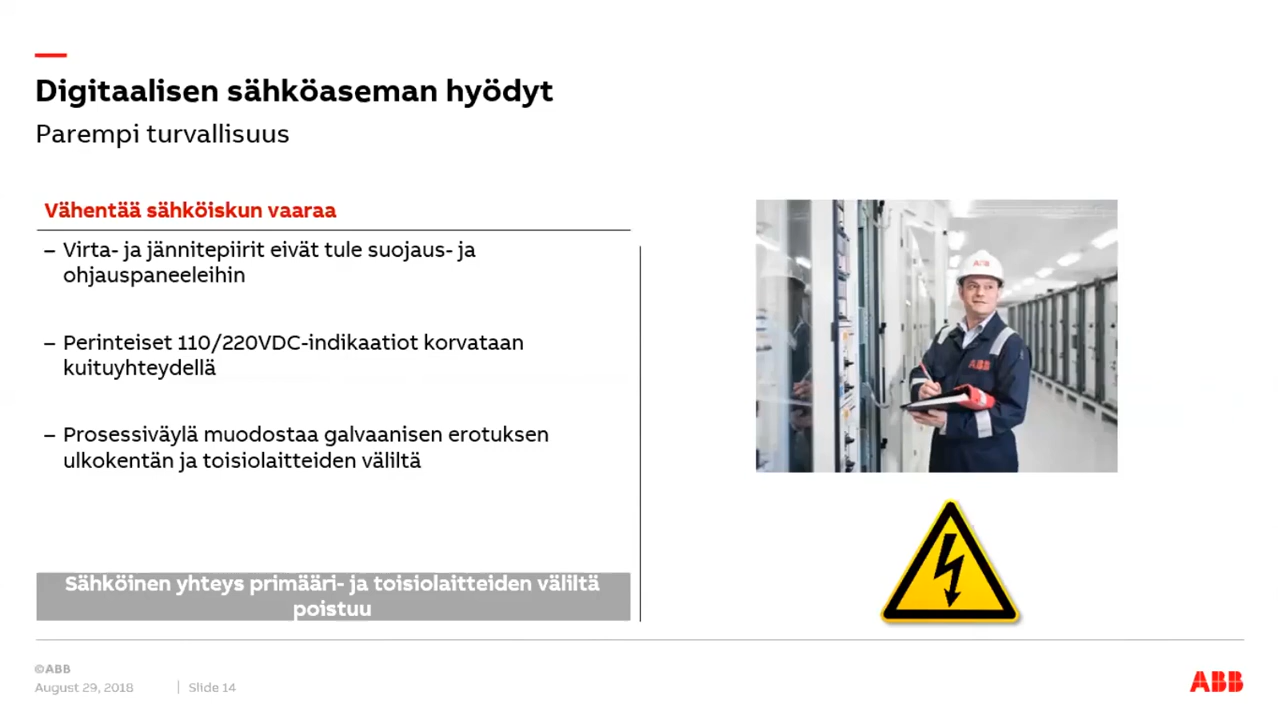 Digitaalisen sähköaseman hyödyt
Parempi turvallisuus
Vähentää sähköiskun vaaraa
– Virta- ja jännitepiirit eivät tule suojaus- ja
ohjauspaneeleihin
– Perinteiset 110/220VDC-indikaatiot korvataan
kuituyhteydellä
– Prosessiväylä muodostaa galvaanisen erotuksen
ulkokentän ja toisiolaitteiden väliltä
Sähköinen yhteys primääri- ja toisiolaitteiden väliltä
poistuu
ABB
ABB
©ABB
August 29, 2018 | Slide 14
ABB